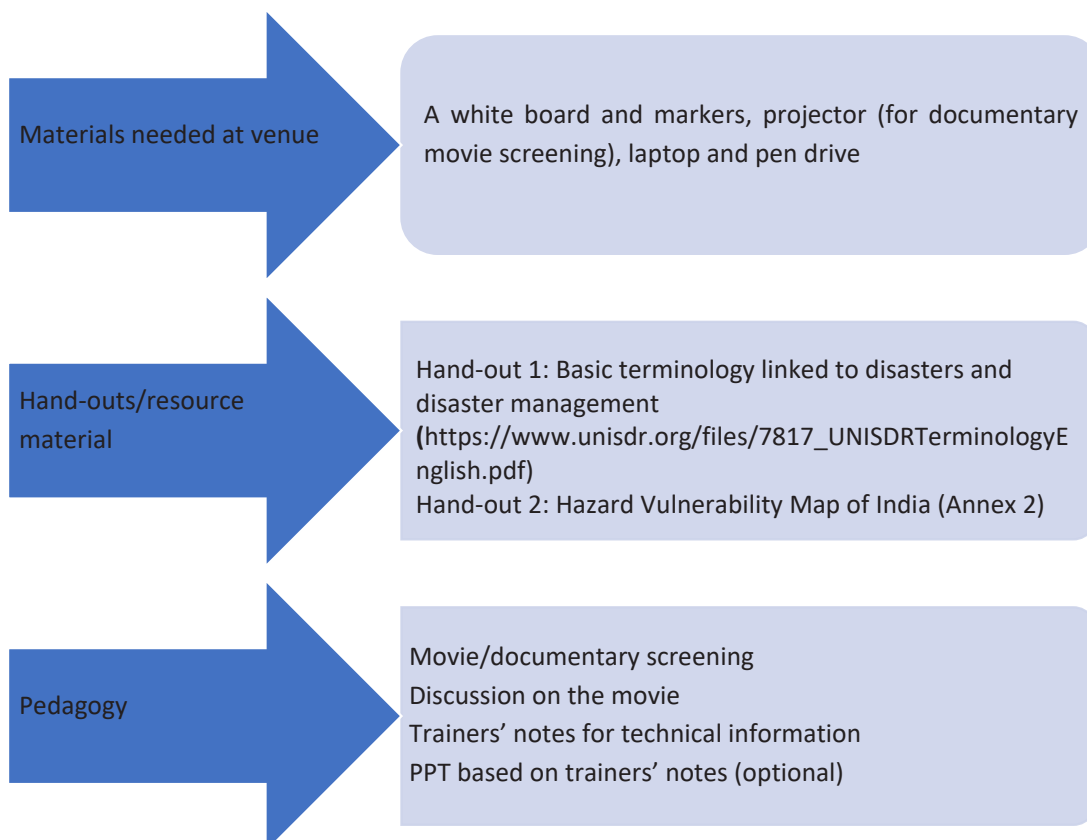 Materials needed at venue
A white board and markers, projector (for documentary
movie screening), laptop and pen drive
Hand-outs/resource
material
Hand-out 1: Basic terminology linked to disasters and
disaster management
(https://www.unisdr.org/files/7817_UNISDRTerminologyE
nglish.pdf)
Hand-out 2: Hazard Vulnerability Map of India (Annex 2)
Pedagogy
Movie/documentary screening
Discussion on the movie
Trainers’ notes for technical information
PPT based on trainers’ notes (optional)